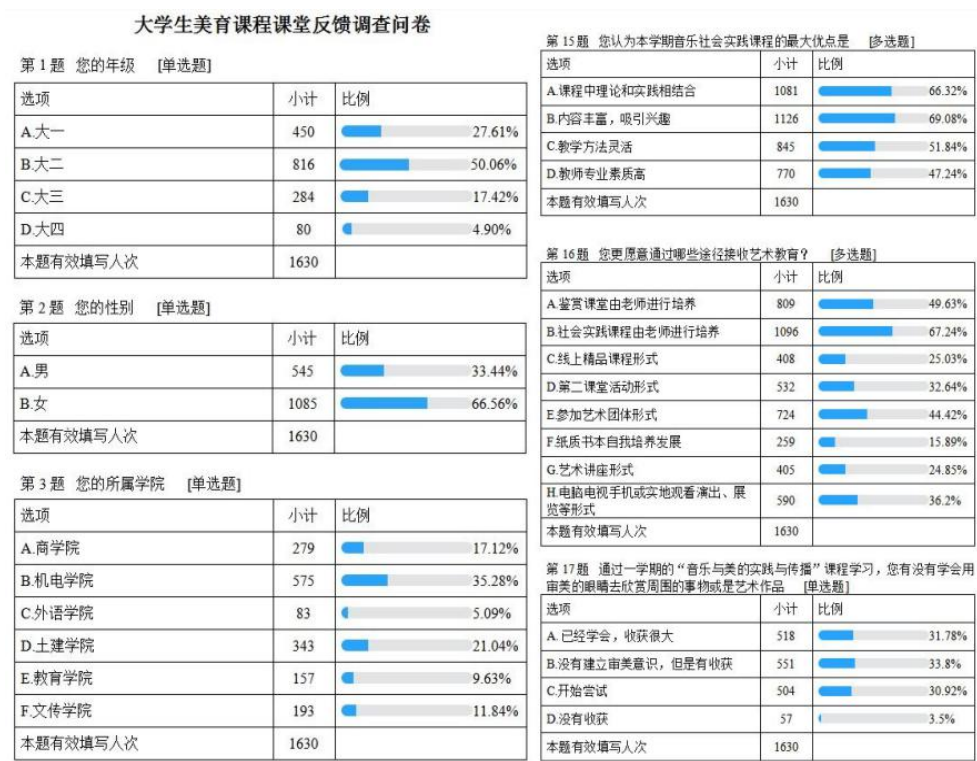 大学生美育课程课堂反馈调查问卷
第1题 您的年级 [单选题]
选项 小计 比例
A.大一 450 27.61%
B.大二 816 50.06%
C.大三 284 17.42%
D.大四 80 4.90%
本题有效填写人次 1630
第2题 您的性别 [单选题]
选项 小计 比例
A.男 545 33.44%
B.女 1085 66.56%
本题有效填写人次 1630
第3题 您的所属学院 [单选题]
选项 小计 比例
A.商学院 279 17.12%
B.机电学院 575 35.28%
C.外语学院 83 5.09%
D.土建学院 343 21.04%
E.教育学院 157 9.63%
F.文传学院 193 11.84%
本题有效填写人次 1630
第15题 您认为本学期音乐社会实践课程的最大优点是 [多选题]
选项 小计 比例
A.课程中理论和实践相结合 1081 66.32%
B.内容丰富，吸引兴趣 1126 69.08%
C.教学方法灵活 845 51.84%
D.教师专业素质高 770 47.24%
本题有效填写人次 1630
第16题 您更愿意通过哪些途径接收艺术教育？ [多选题]
选项 小计 比例
A.鉴赏课堂由老师进行培养 809 49.63%
B.社会实践课程由老师进行培养 1096 67.24%
C.线上精品课程形式 408 25.03%
D.第二课堂活动形式 532 32.64%
E.参加艺术团体形式 724 44.42%
F.纸质书本自我培养发展 259 15.89%
G.艺术讲座形式 405 24.85%
H.电脑电视手机或实地观看演出、展
览等形式 590 36.2%
本题有效填写人次 1630
第17题 通过一学期的“音乐与美的实践与传播”课程学习，您有没有学会用
审美的眼睛去欣赏周围的事物或是艺术作品 [单选题]
选项 小计 比例
A.已经学会，收获很大 518 31.78%
B.没有建立审美意识，但是有收获 551 33.8%
C.开始尝试 504 30.92%
D.没有收获 57 3.5%
本题有效填写人次 1630